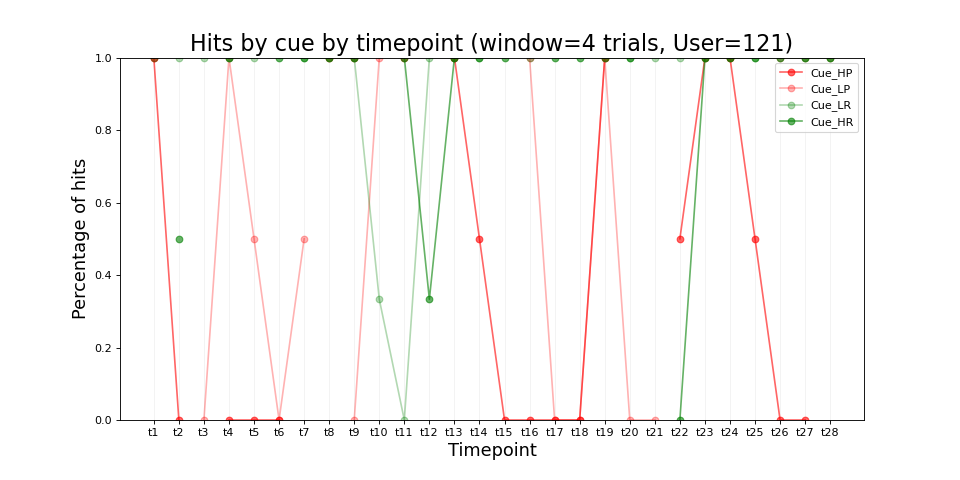 Hits by cue by timepoint (window=4 trials, User=121)
Percentage of hits
1.0
0.8
0.6
0.4
0.2
0.0
Cue_HP
Cue_LP
Cue_LR
Cue_HR
t1 t2 t3 t4 t5 t6 t7 t8 t9 t10 t11 t12 t13 t14 t15 t16 t17 t18 t19 t20 t21 t22 t23 t24 t25 t26 t27 t28
Timepoint